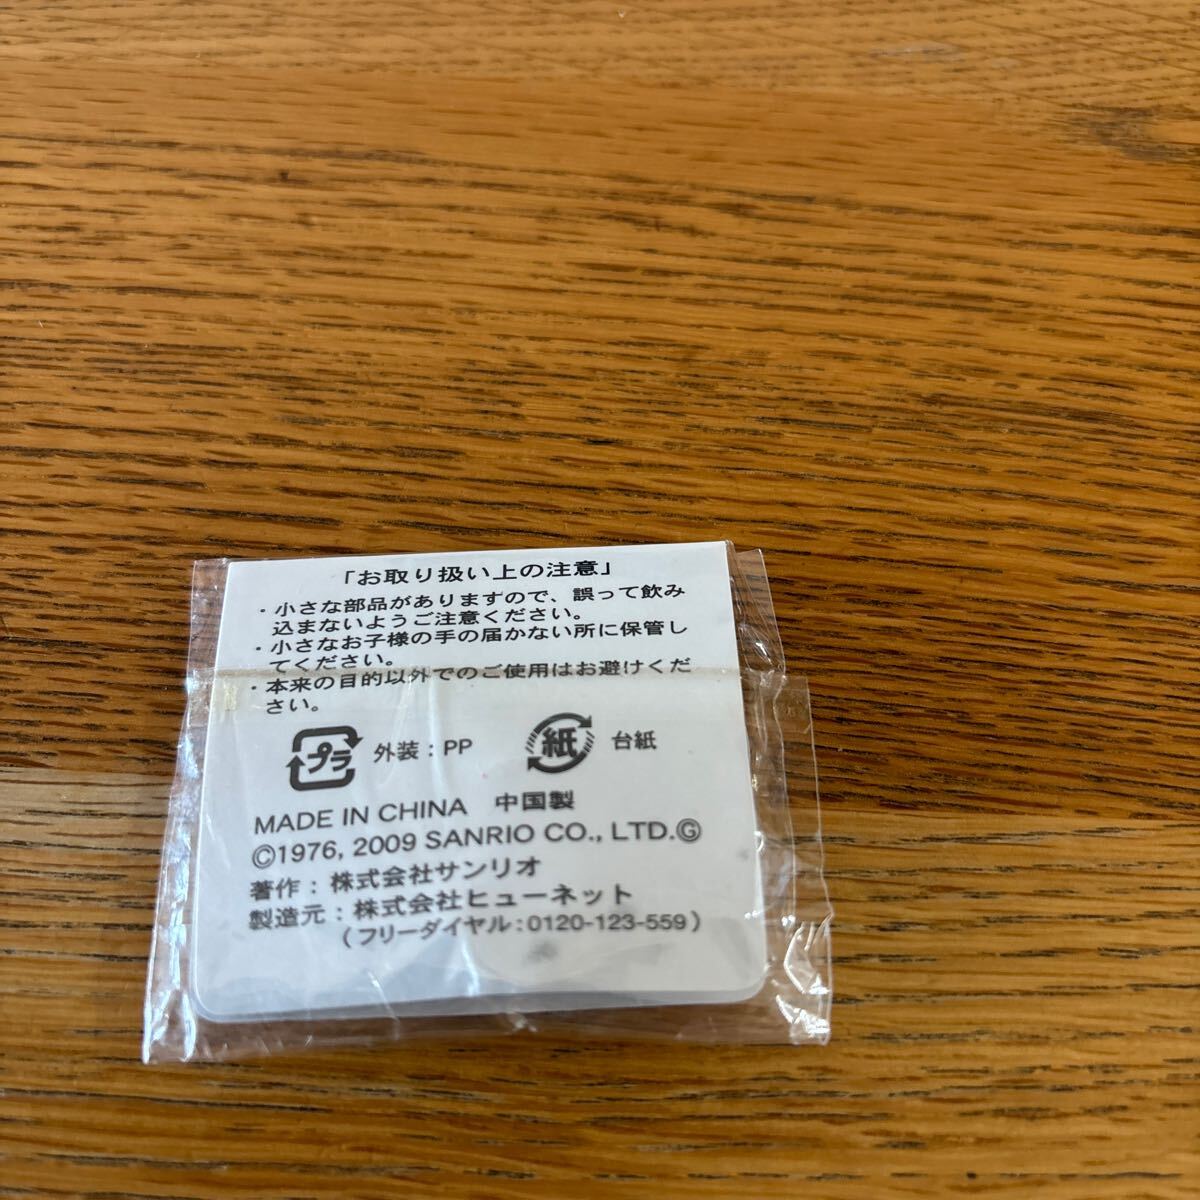 「お取り扱い上の注意」
・小さな部品がありますので、誤って飲み
込まないようご注意ください。
・小さなお子様の手の届かない所に保管し
てください。
・本来の目的以外でのご使用はお避けくだ
さい。
プラ 外装：PP 紙 台紙
MADE IN CHINA 中国製
©1976, 2009 SANRIO CO., LTD.Ⓖ
著作：株式会社サンリオ
製造元：株式会社ヒューネット
（フリーダイヤル：0120-123-559）